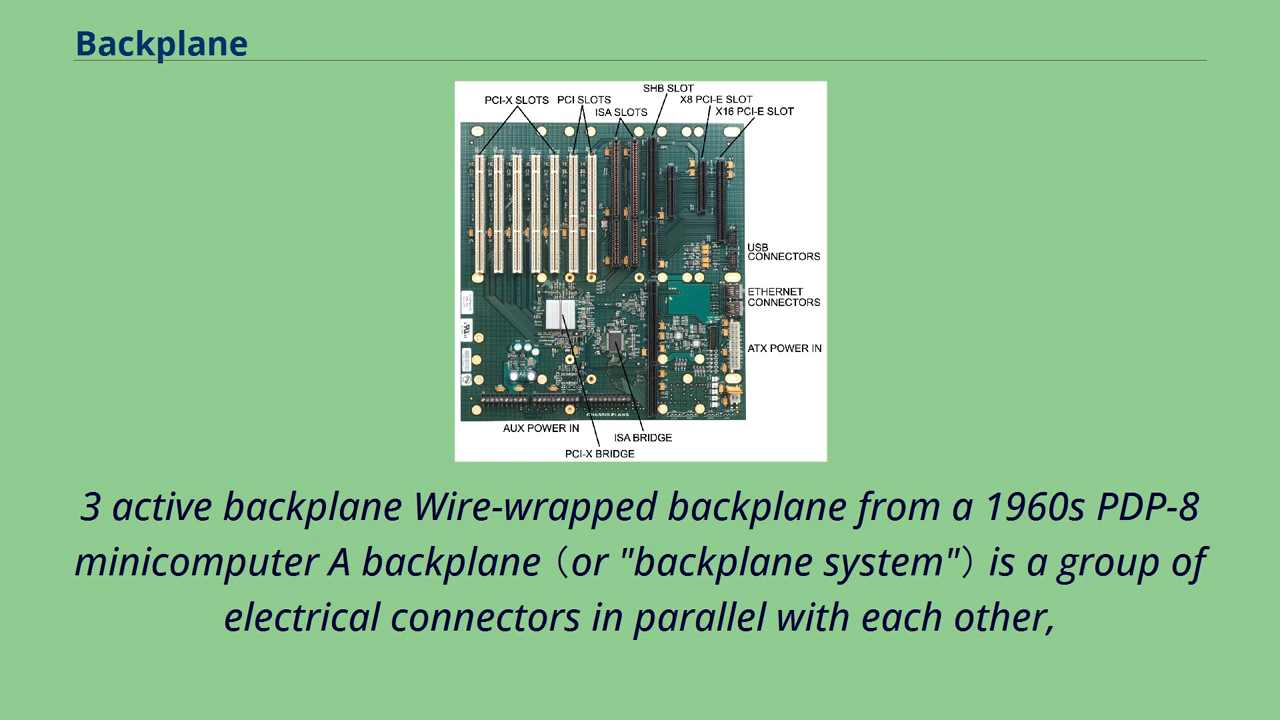 Backplane
SHB SLOT
PCI-X SLOTS PCI SLOTS X8 PCI-E SLOT
ISA SLOTS X16 PCI-E SLOT
USB
CONNECTORS
ETHERNET
CONNECTORS
ATX POWER IN
CHASSIS PLANS
AUX POWER IN
ISA BRIDGE
PCI-X BRIDGE
3 active backplane Wire-wrapped backplane from a 1960s PDP-8
minicomputer A backplane（or "backplane system"）is a group of
electrical connectors in parallel with each other,